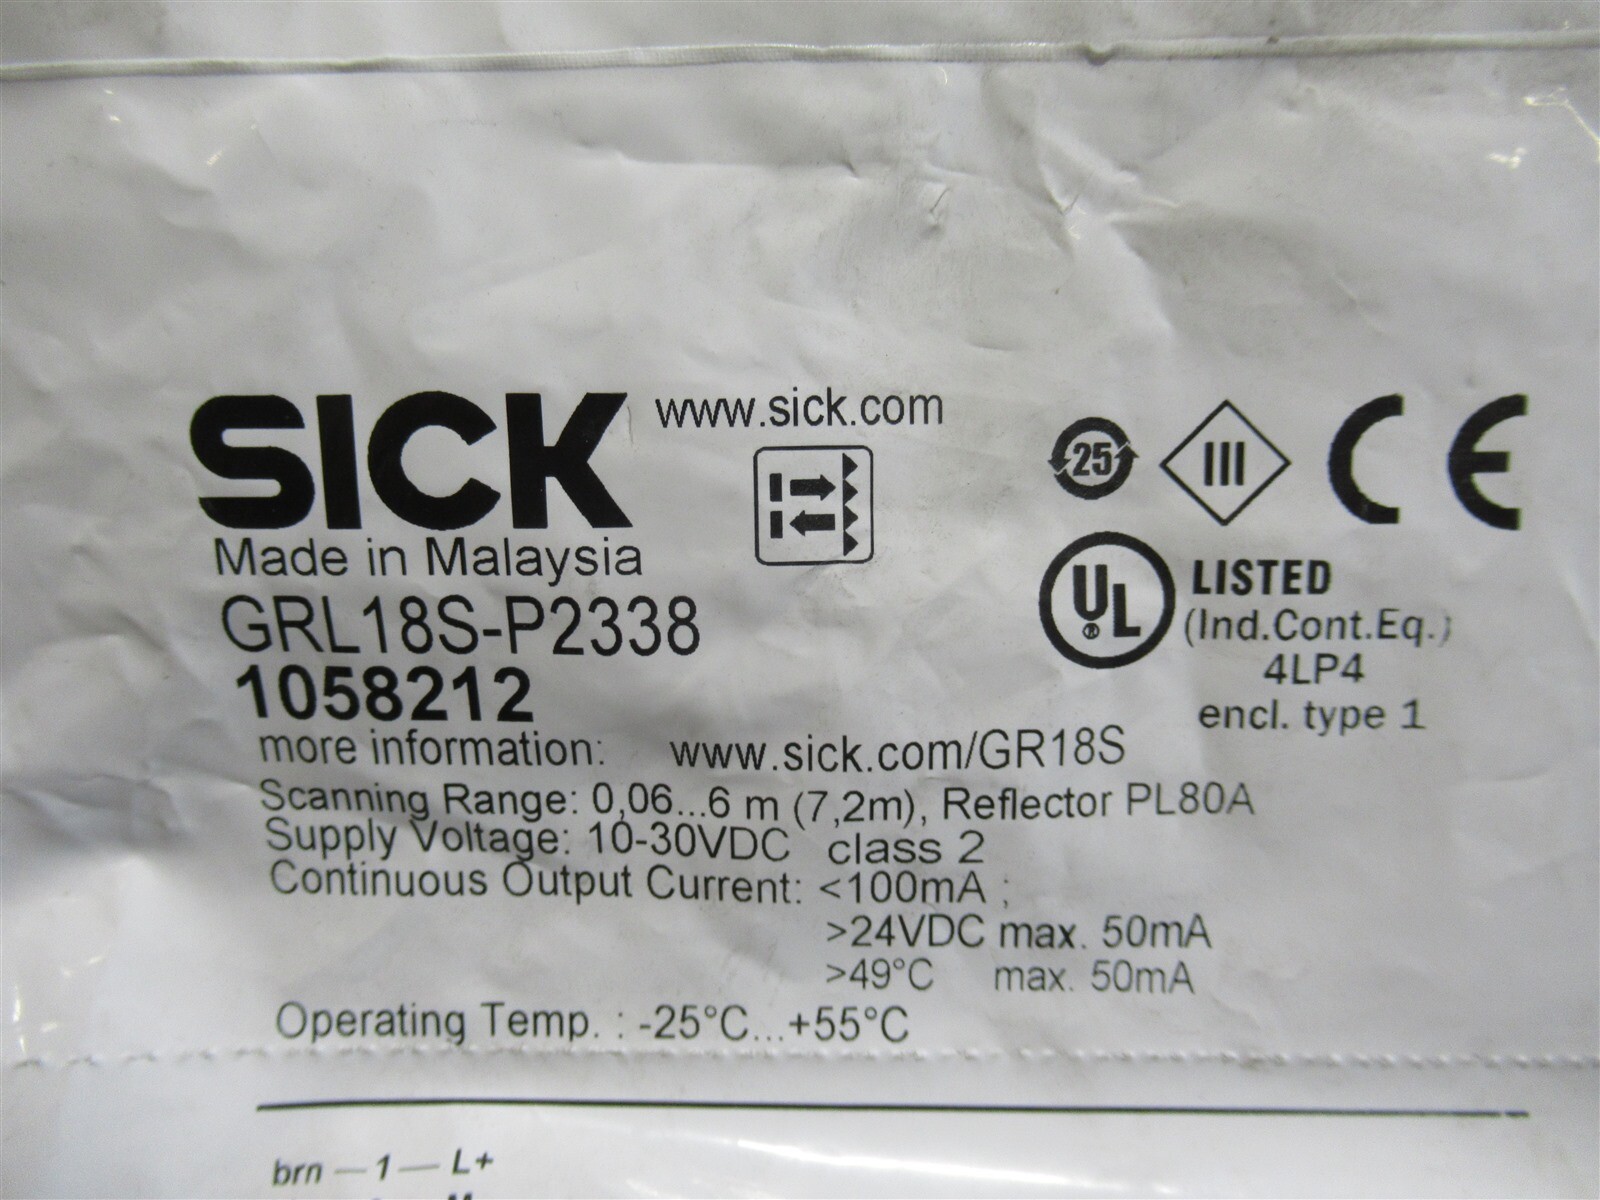 SICK www.sick.com
Made in Malaysia
GRL18S-P2338
1058212
25 III CE
UL ® LISTED
(Ind.Cont.Eq.)
4LP4
encl. type 1
more information: www.sick.com/GR18S
Scanning Range: 0,06...6 m (7,2m), Reflector PL80A
Supply Voltage: 10-30VDC class 2
Continuous Output Current: <100mA ;
>24VDC max. 50mA
>49°C max. 50mA
Operating Temp. : -25°C...+55°C
brn — 1 — L+